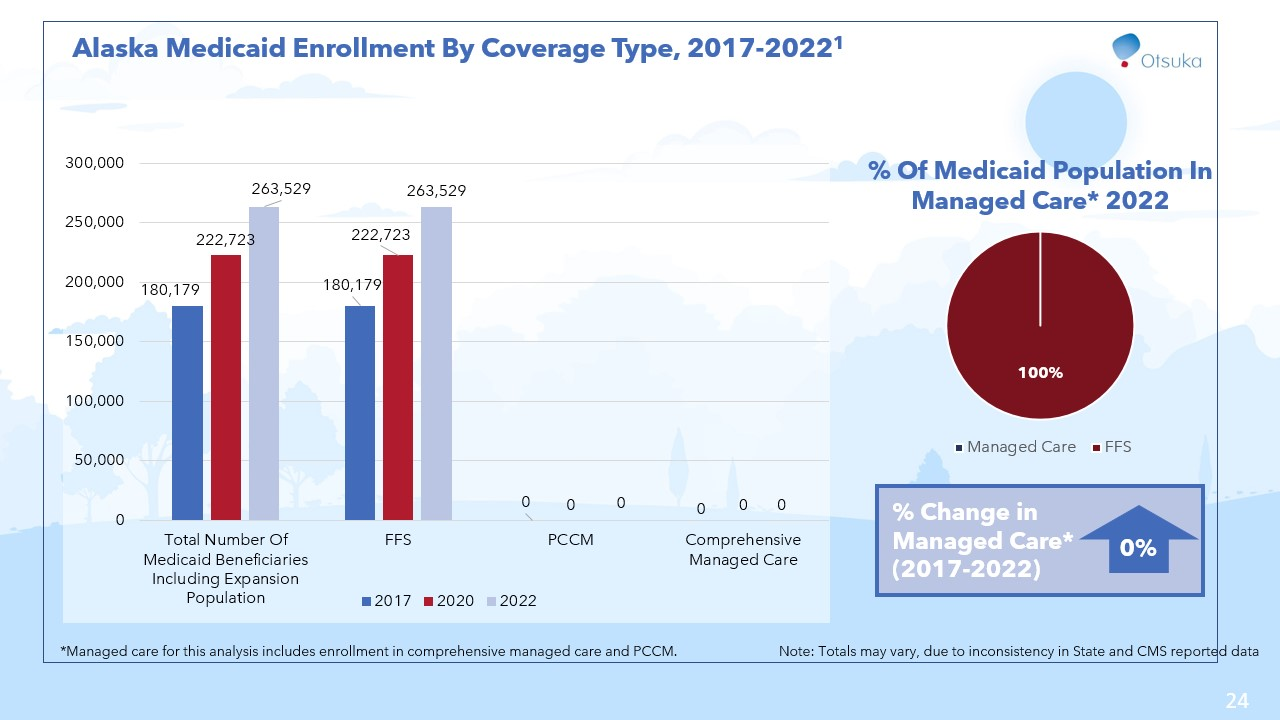 Alaska Medicaid Enrollment By Coverage Type, 2017-2022¹
Otsuka
300,000
250,000
200,000
150,000
100,000
50,000
0
180,179
222,723
263,529
180,179
222,723
263,529
0
0
0
0
0
0
Total Number Of
Medicaid Beneficiaries
Including Expansion
Population
FFS
PCCM
Comprehensive
Managed Care
2017
2020
2022
% Of Medicaid Population In
Managed Care* 2022
100%
Managed Care
FFS
% Change in
Managed Care*
(2017-2022)
0%
*Managed care for this analysis includes enrollment in comprehensive managed care and PCCM.
Note: Totals may vary, due to inconsistency in State and CMS reported data
24